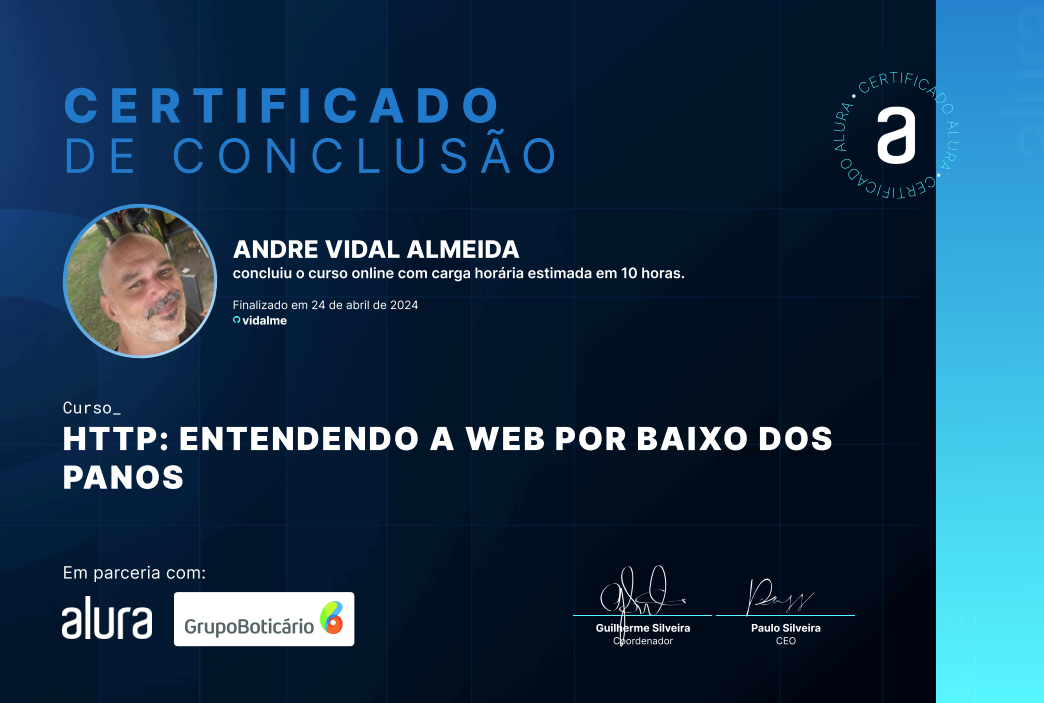 CERTIFICADO
DE CONCLUSÃO
CERTIFICADO ALURA • CERTIFICADO ALURA •
a
ANDRE VIDAL ALMEIDA
concluiu o curso online com carga horária estimada em 10 horas.
Finalizado em 24 de abril de 2024
vidalme
Curso_
HTTP: ENTENDENDO A WEB POR BAIXO DOS
PANOS
Em parceria com:
alura
GrupoBoticário
Guilherme Silveira
Coordenador
Paulo Silveira
CEO
alura
alura